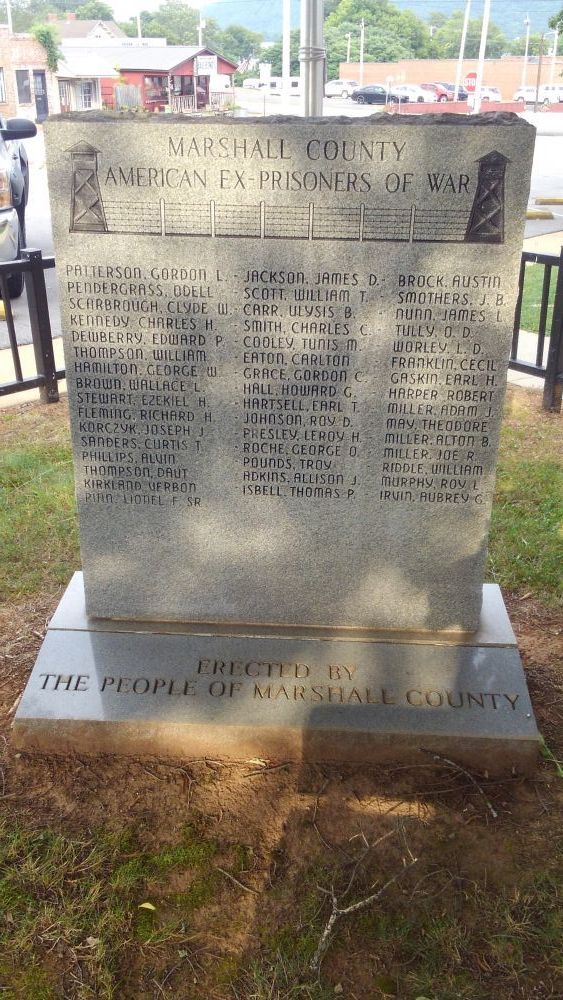 MARSHALL COUNTY
AMERICAN EX-PRISONERS OF WAR
PATTERSON, GORDON L. - JACKSON, JAMES D. - BROCK, AUSTIN
PENDERGRASS, ODELL - SCOTT, WILLIAM T. - SMOTHERS, J. B.
SCARBROUGH, CLYDE W. - CARR, ULYSIS B. - NUNN, JAMES L.
KENNEDY, CHARLES H. - SMITH, CHARLES C. - TULLY, O. D.
DEWBERRY, EDWARD P. - COOLEY, TUNIS M. - WORLEY, L. D.
THOMPSON, WILLIAM - EATON, CARLTON - FRANKLIN, CECIL
HAMILTON, GEORGE W. - GRACE, GORDON C. - GASKIN, EARL H.
BROWN, WALLACE L. - HALL, HOWARD G. - HARPER, ROBERT
STEWART, EZEKIEL H. - HARTSELL, EARL T. - MILLER, ADAM J.
FLEMING, RICHARD H. - JOHNSON, ROY D. - MAY, THEODORE
KORCZYK, JOSEPH J. - PRESLEY, LEROY H. - MILLER, ALTON B.
SANDERS, CURTIS T. - ROCHE, GEORGE O. - MILLER, JOE R.
PHILLIPS, ALVIN - POUNDS, TROY - RIDDLE, WILLIAM
THOMPSON, DAUT - ADKINS, ALLISON J. - MURPHY, ROY L.
KIRKLAND, VERBON - ISBELL, THOMAS P. - IRVIN, AUBREY G.
PINN, LIONEL F. SR.
ERECTED BY
THE PEOPLE OF MARSHALL COUNTY